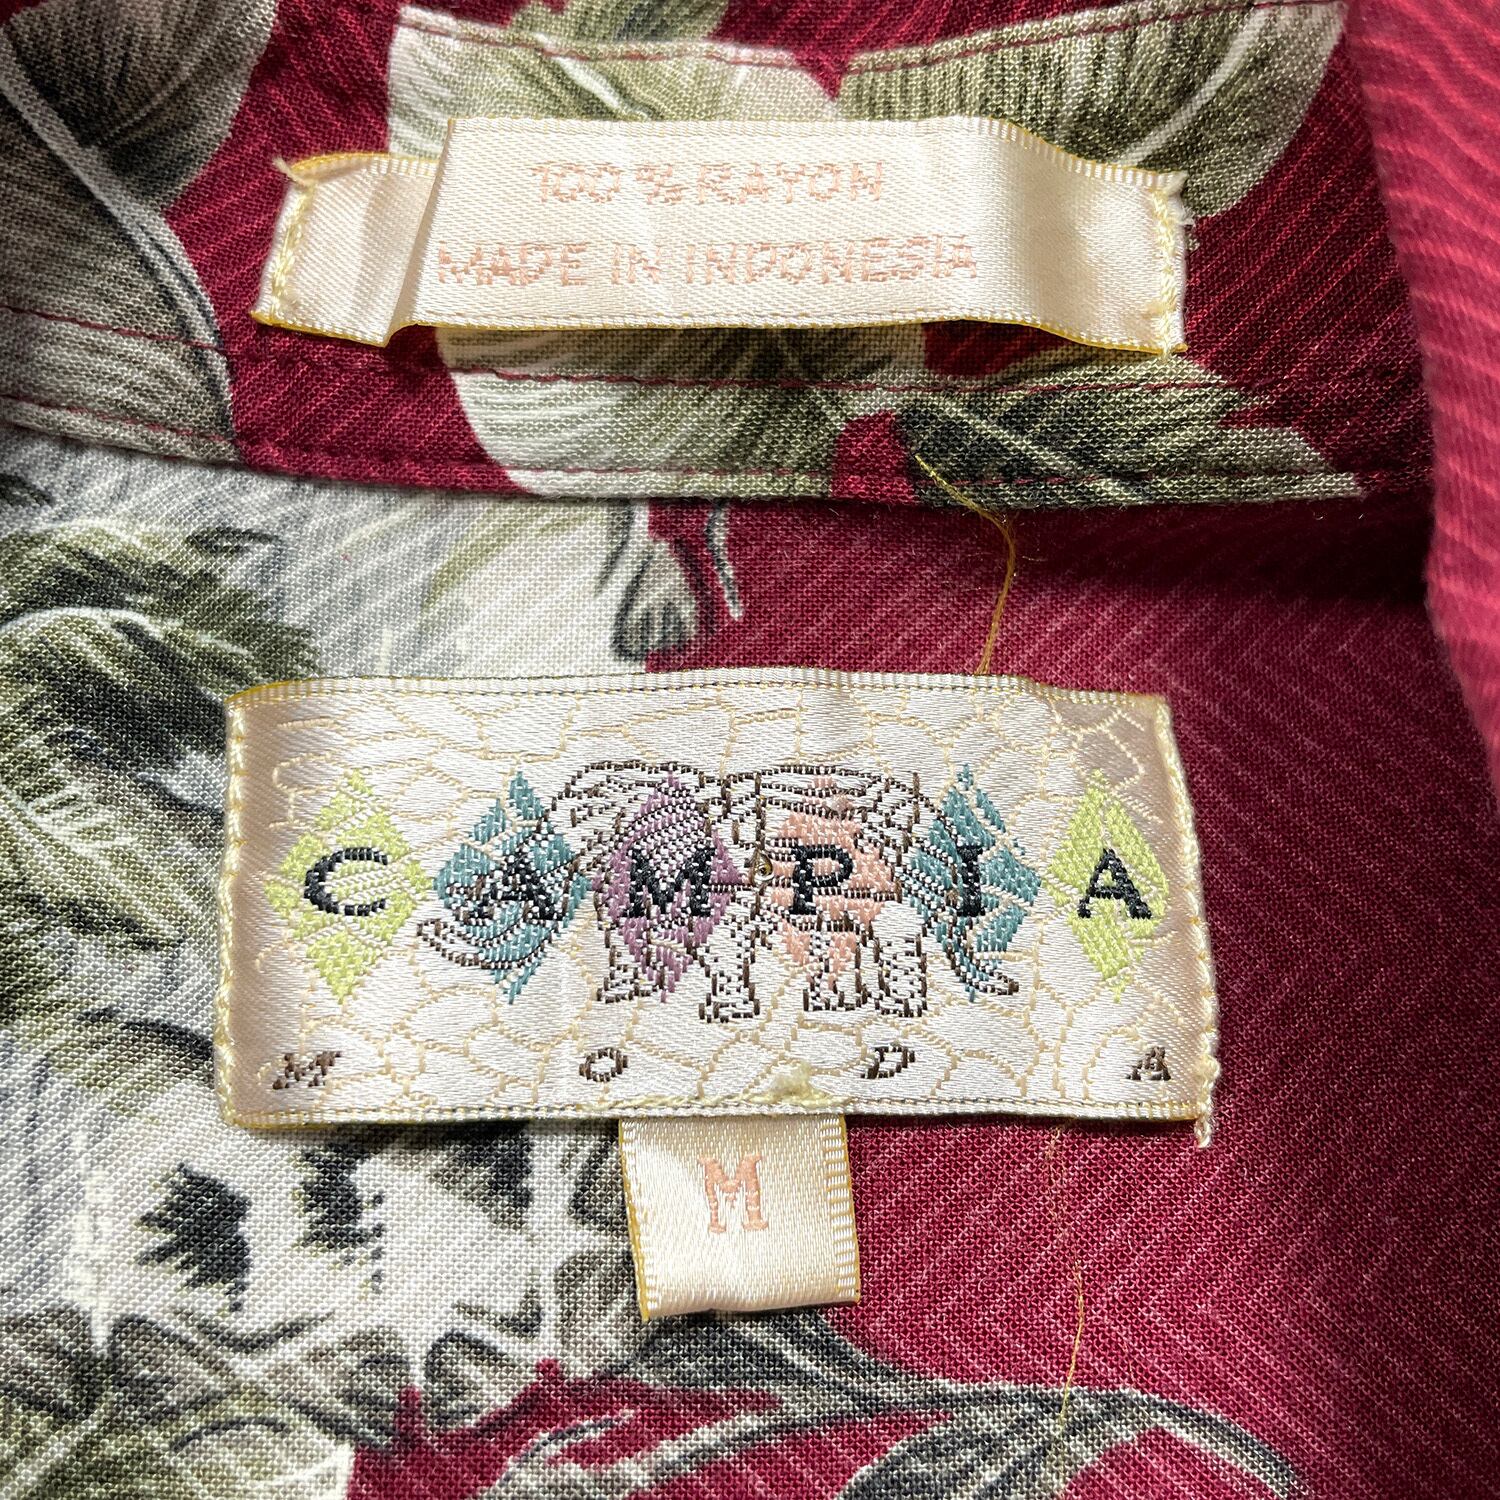 100 % RAYON
MADE IN INDONESIA
CAMPIA
MODA
M